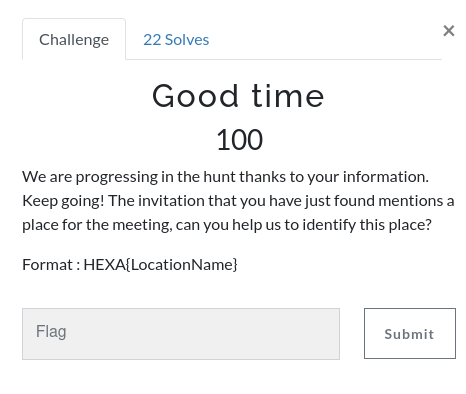 Challenge
22 Solves
×
Good time
100
We are progressing in the hunt thanks to your information.
Keep going! The invitation that you have just found mentions a
place for the meeting, can you help us to identify this place?
Format : HEXA{LocationName}
Flag
Submit